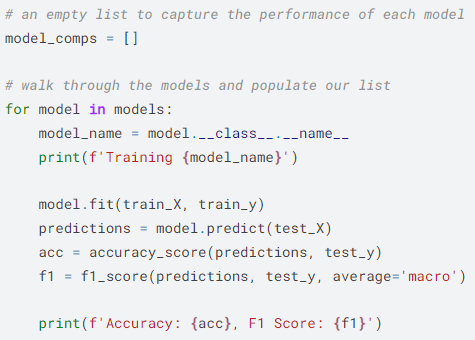 # an empty list to capture the performance of each model
model_comps = []

# walk through the models and populate our list
for model in models:
    model_name = model.__class__.__name__
    print(f'Training {model_name}')

    model.fit(train_X, train_y)
    predictions = model.predict(test_X)
    acc = accuracy_score(predictions, test_y)
    f1 = f1_score(predictions, test_y, average='macro')

    print(f'Accuracy: {acc}, F1 Score: {f1}')